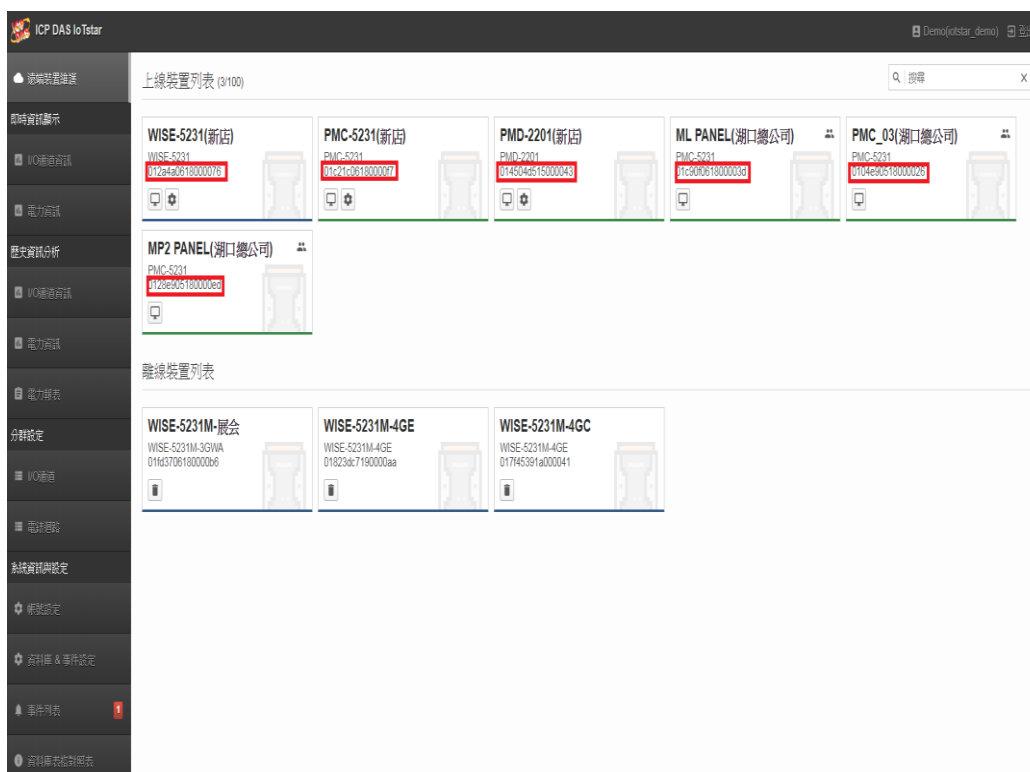 ICP DAS IoTstar
Demo(iotstar_demo) 登出
遠端裝置維護
即時資訊顯示
I/O通道資訊
電力資訊
歷史資訊分析
I/O通道資訊
電力資訊
電力報表
分群設定
I/O通道
電錶迴路
系統資訊與設定
帳號設定
資料庫 & 事件設定
事件列表 1
資料庫表格對照表
上線裝置列表 (3/100)
搜尋 X
WISE-5231(新店)
WISE-5231
012a4a0618000076
PMC-5231(新店)
PMC-5231
01c21c06180000f7
PMD-2201(新店)
PMD-2201
014504d515000043
ML PANEL(湖口總公司)
PMC-5231
01c90f061800003d
PMC_03(湖口總公司)
PMC-5231
0104e90518000026
MP2 PANEL(湖口總公司)
PMC-5231
0128e905180000ed
離線裝置列表
WISE-5231M-展会
WISE-5231M-3GWA
01fd3706180000b6
WISE-5231M-4GE
WISE-5231M-4GE
01823dc7190000aa
WISE-5231M-4GC
WISE-5231M-4GE
017f45391a000041